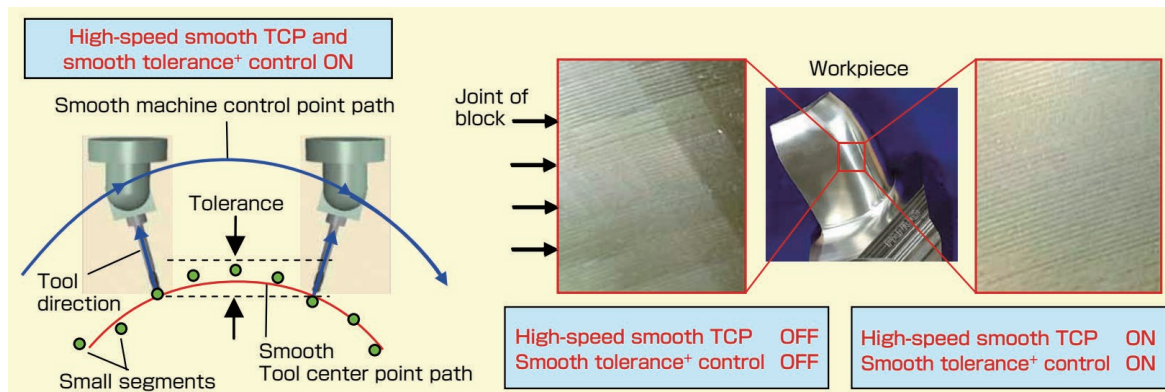 High-speed smooth TCP and
smooth tolerance⁺ control ON
Smooth machine control point path
Tolerance
Tool
direction
Smooth
Tool center point path
Small segments
Joint of
block
Workpiece
High-speed smooth TCP OFF
Smooth tolerance⁺ control OFF
High-speed smooth TCP ON
Smooth tolerance⁺ control ON